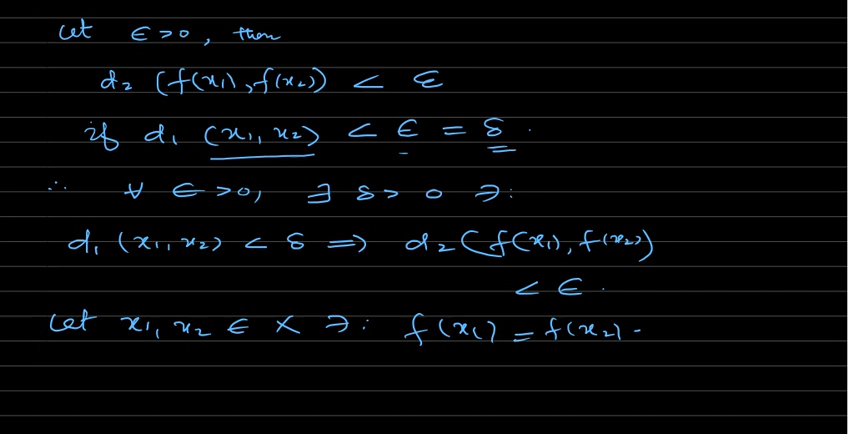 Let ϵ > 0, then
d₂ (f(x₁), f(x₂)) < ϵ
if d₁ (x₁, x₂) < ϵ = δ.
∴ ∀ ϵ > 0, ∃ δ > 0 ∋:
d₁ (x₁, x₂) < δ ⟹ d₂ (f(x₁), f(x₂))
< ϵ.
Let x₁, x₂ ∈ X ∋: f(x₁) = f(x₂) -